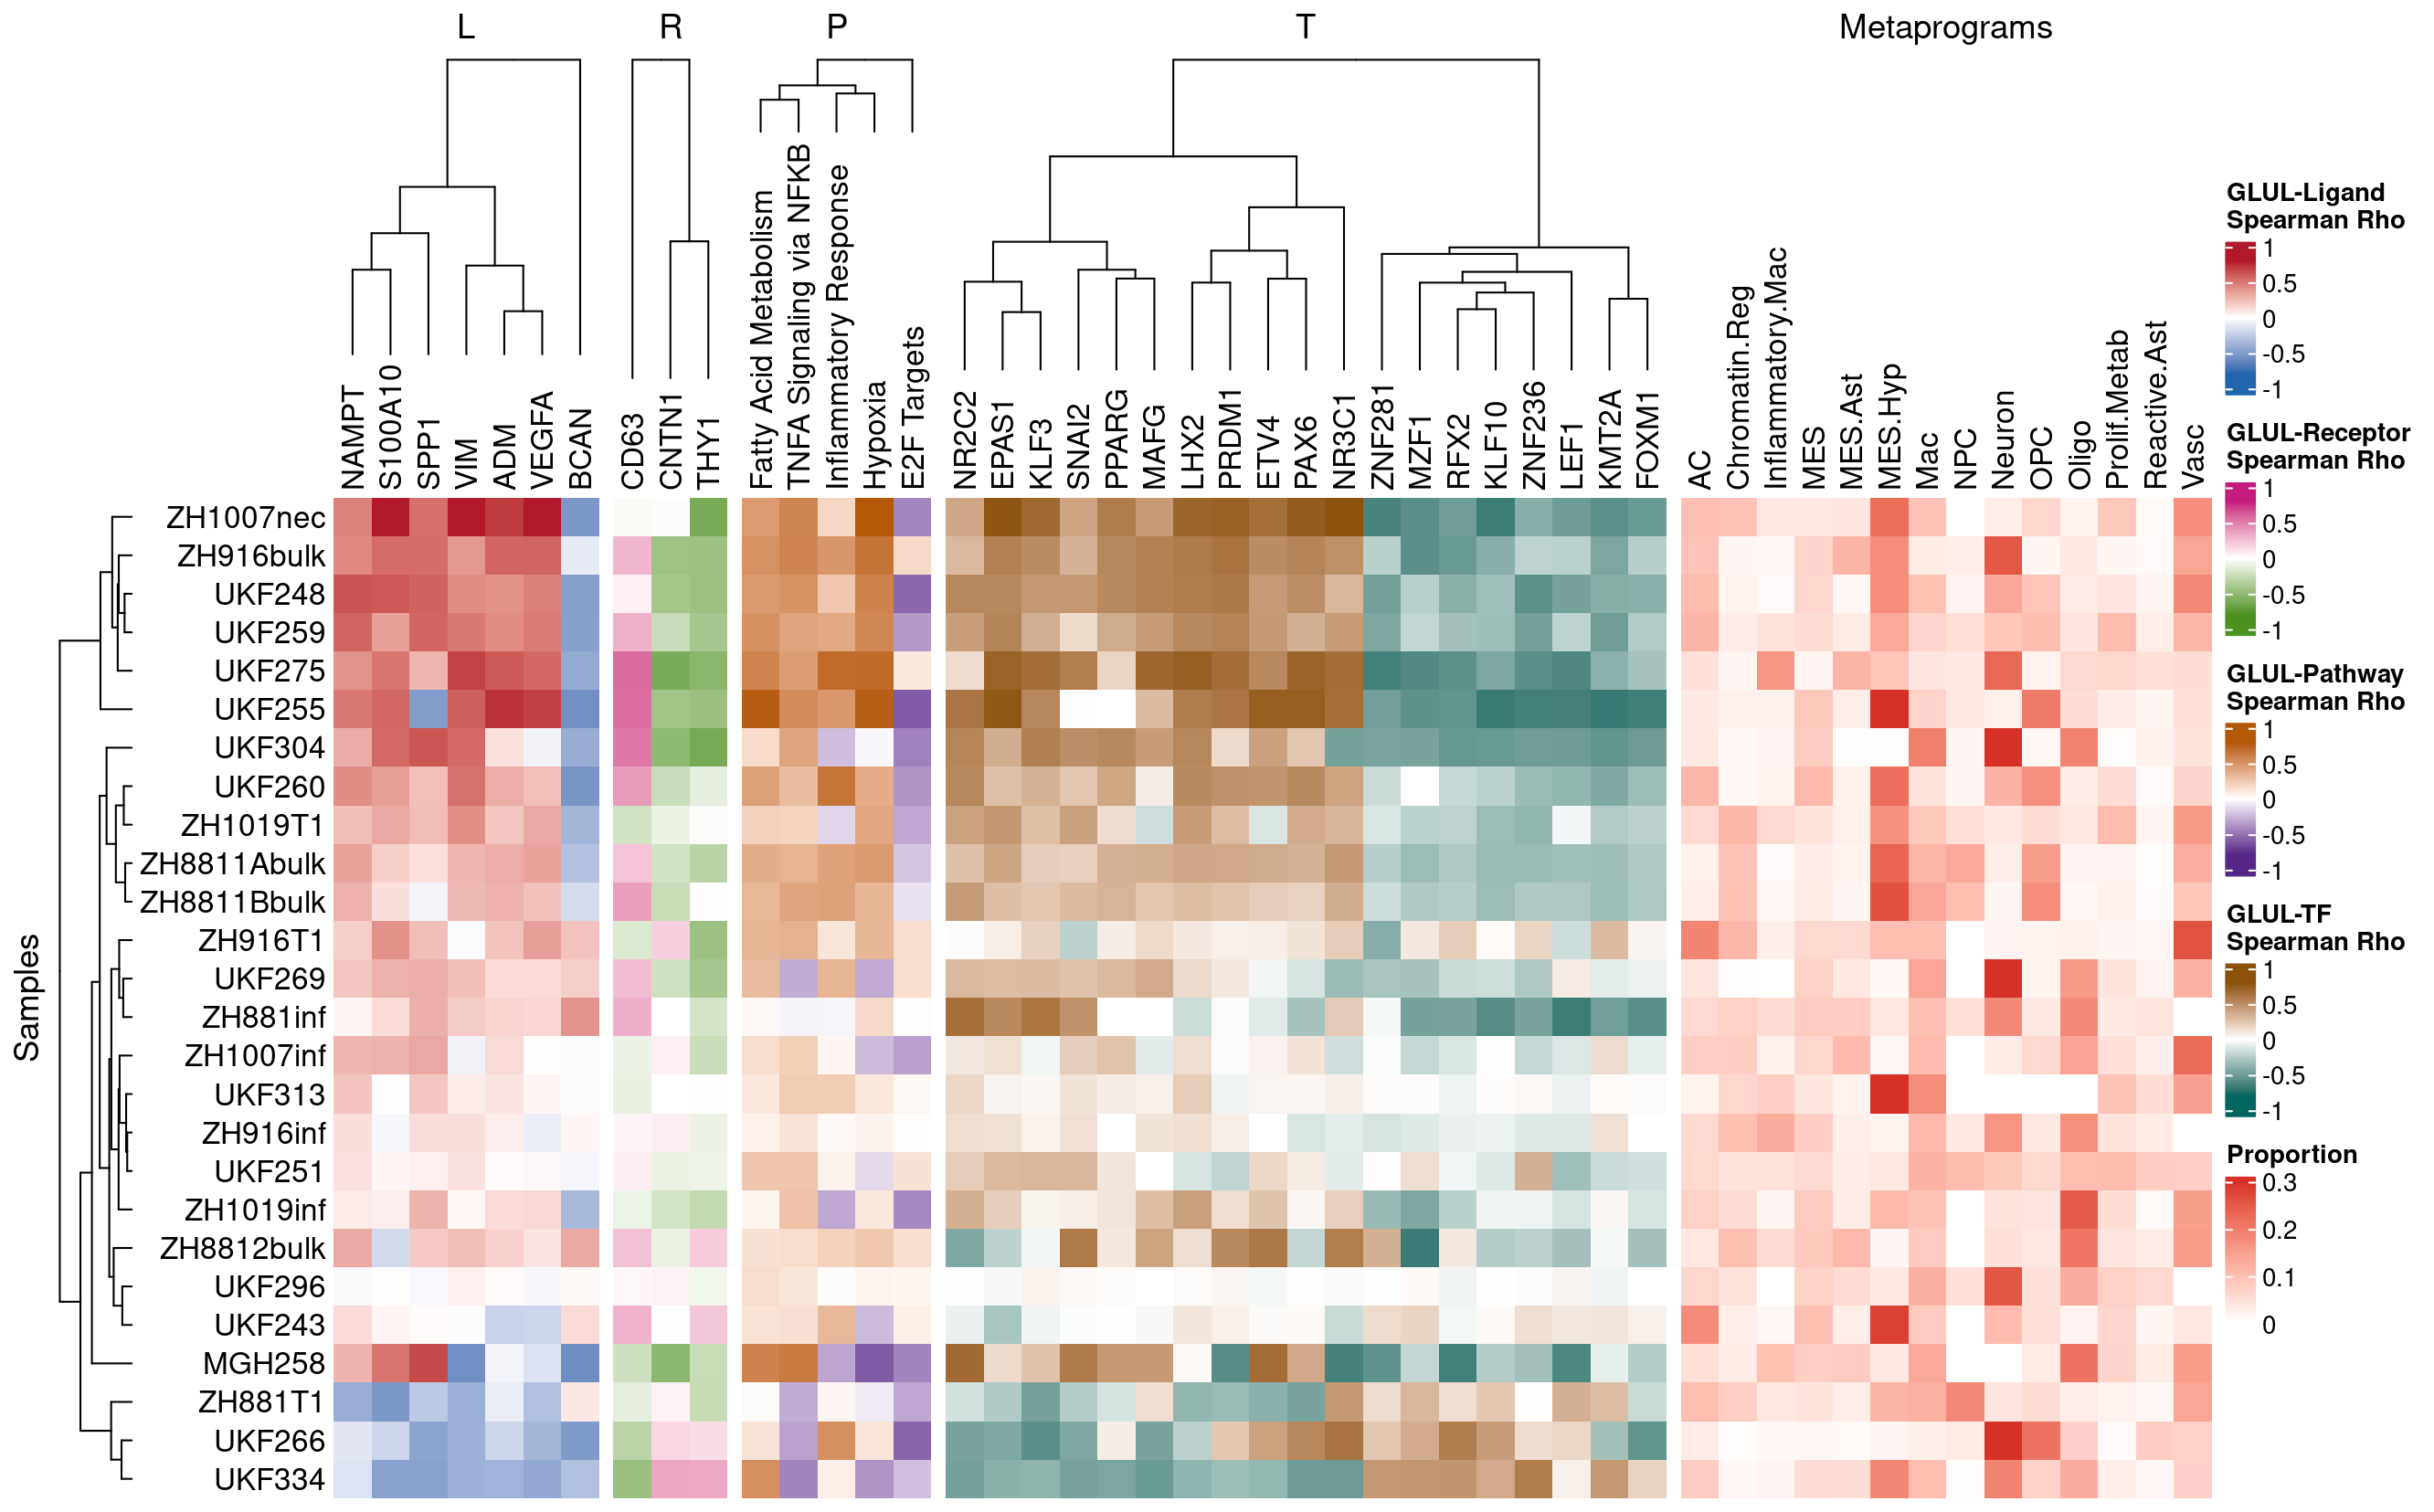 L R P T Metaprograms
NAMPT S100A10 SPP1 VIM ADM VEGFA BCAN
CD63 CNTN1 THY1
Fatty Acid Metabolism
TNFA Signaling via NFKB
Inflammatory Response
Hypoxia
E2F Targets
NR2C2 EPAS1 KLF3 SNAI2 PPARG MAFG LHX2 PRDM1 ETV4 PAX6 NR3C1 ZNF281 MZF1 RFX2 KLF10 ZNF236 LEF1 KMT2A FOXM1
AC Chromatin.Reg Inflammatory.Mac MES MES.Ast MES.Hyp Mac NPC Neuron OPC Oligo Prolif.Metab Reactive.Ast Vasc
Samples
ZH1007nec
ZH916bulk
UKF248
UKF259
UKF275
UKF255
UKF304
UKF260
ZH1019T1
ZH8811Abulk
ZH8811Bbulk
ZH916T1
UKF269
ZH881inf
ZH1007inf
UKF313
ZH916inf
UKF251
ZH1019inf
ZH8812bulk
UKF296
UKF243
MGH258
ZH881T1
UKF266
UKF334
GLUL-Ligand
Spearman Rho
1
0.5
0
-0.5
-1
GLUL-Receptor
Spearman Rho
1
0.5
0
-0.5
-1
GLUL-Pathway
Spearman Rho
1
0.5
0
-0.5
-1
GLUL-TF
Spearman Rho
1
0.5
0
-0.5
-1
Proportion
0.3
0.2
0.1
0